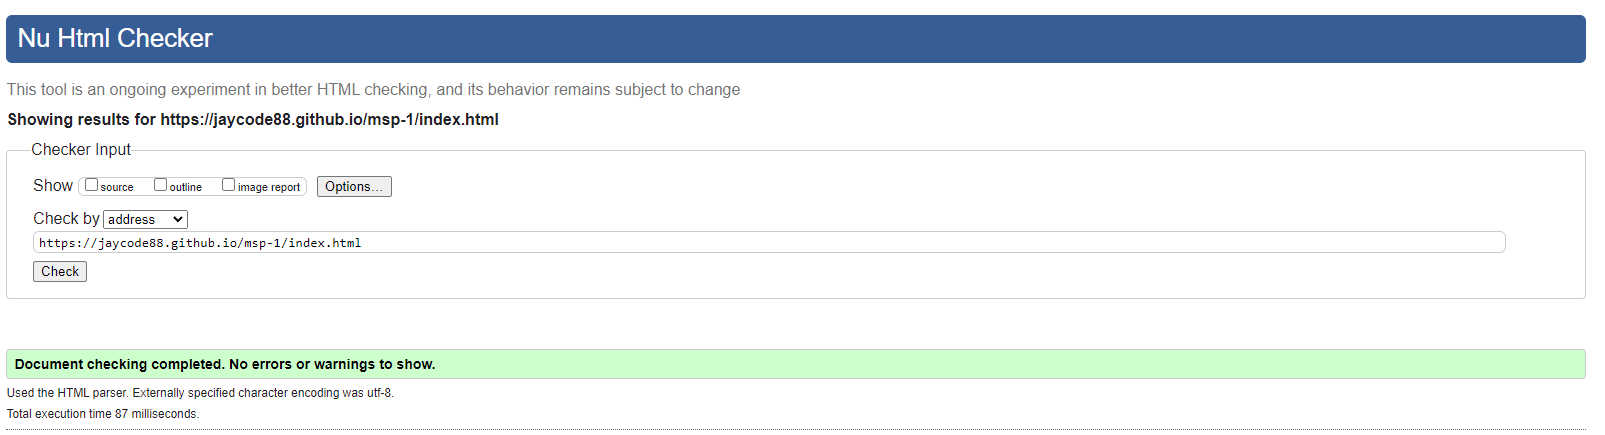 Nu Html Checker
This tool is an ongoing experiment in better HTML checking, and its behavior remains subject to change
Showing results for https://jaycode88.github.io/msp-1/index.html
Checker Input
Show source outline image report Options...
Check by address
https://jaycode88.github.io/msp-1/index.html
Check
Document checking completed. No errors or warnings to show.
Used the HTML parser. Externally specified character encoding was utf-8.
Total execution time 87 milliseconds.